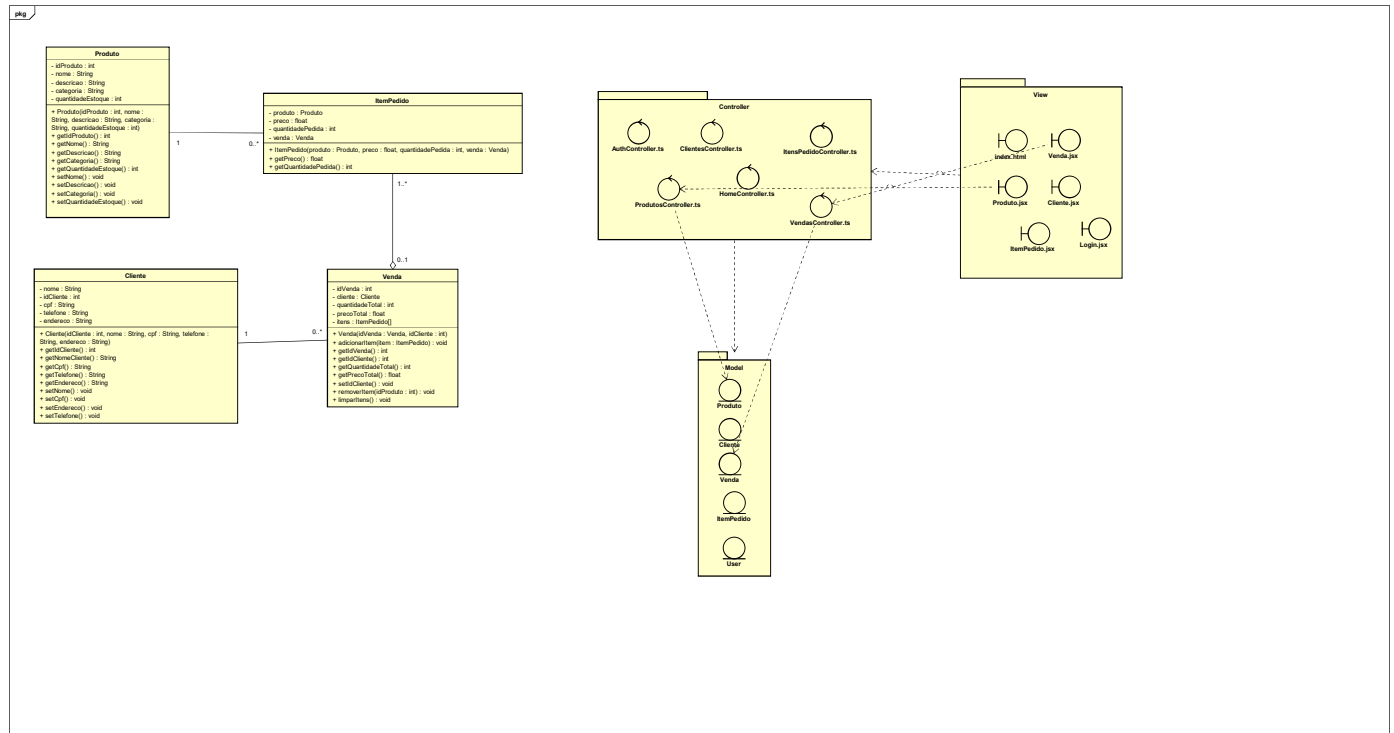 pkg
Produto
- idProduto : int
- nome : String
- descricao : String
- categoria : String
- quantidadeEstoque : int
+ Produto(idProduto : int, nome :
String, descricao : String, categoria :
String, quantidadeEstoque : int)
+ getIdProduto() : int
+ getNome() : String
+ getDescricao() : String
+ getCategoria() : String
+ getQuantidadeEstoque() : int
+ setNome() : void
+ setDescricao() : void
+ setCategoria() : void
+ setQuantidadeEstoque() : void
1
0..*
ItemPedido
- produto : Produto
- preco : float
- quantidadePedida : int
- venda : Venda
+ ItemPedido(produto : Produto, preco : float, quantidadePedida : int, venda : Venda)
+ getPreco() : float
+ getQuantidadePedida() : int
1..*
0..1
Cliente
- nome : String
- idCliente : int
- cpf : String
- telefone : String
- endereco : String
+ Cliente(idCliente : int, nome : String, cpf : String, telefone :
String, endereco : String)
+ getIdCliente() : int
+ getNomeCliente() : String
+ getCpf() : String
+ getTelefone() : String
+ getEndereco() : String
+ setNome() : void
+ setCpf() : void
+ setEndereco() : void
+ setTelefone() : void
1
0..*
Venda
- idVenda : int
- cliente : Cliente
- quantidadeTotal : int
- precoTotal : float
- itens : ItemPedido[]
+ Venda(idVenda : Venda, idCliente : int)
+ adicionarItem(item : ItemPedido) : void
+ getIdVenda() : int
+ getIdCliente() : int
+ getQuantidadeTotal() : int
+ getPrecoTotal() : float
+ setIdCliente() : void
+ removerItem(idProduto : int) : void
+ limparItens() : void
Controller
AuthController.ts
ClientesController.ts
ItensPedidoController.ts
HomeController.ts
ProdutosController.ts
VendasController.ts
View
index.html
Venda.jsx
Produto.jsx
Cliente.jsx
ItemPedido.jsx
Login.jsx
Model
Produto
Cliente
Venda
ItemPedido
User